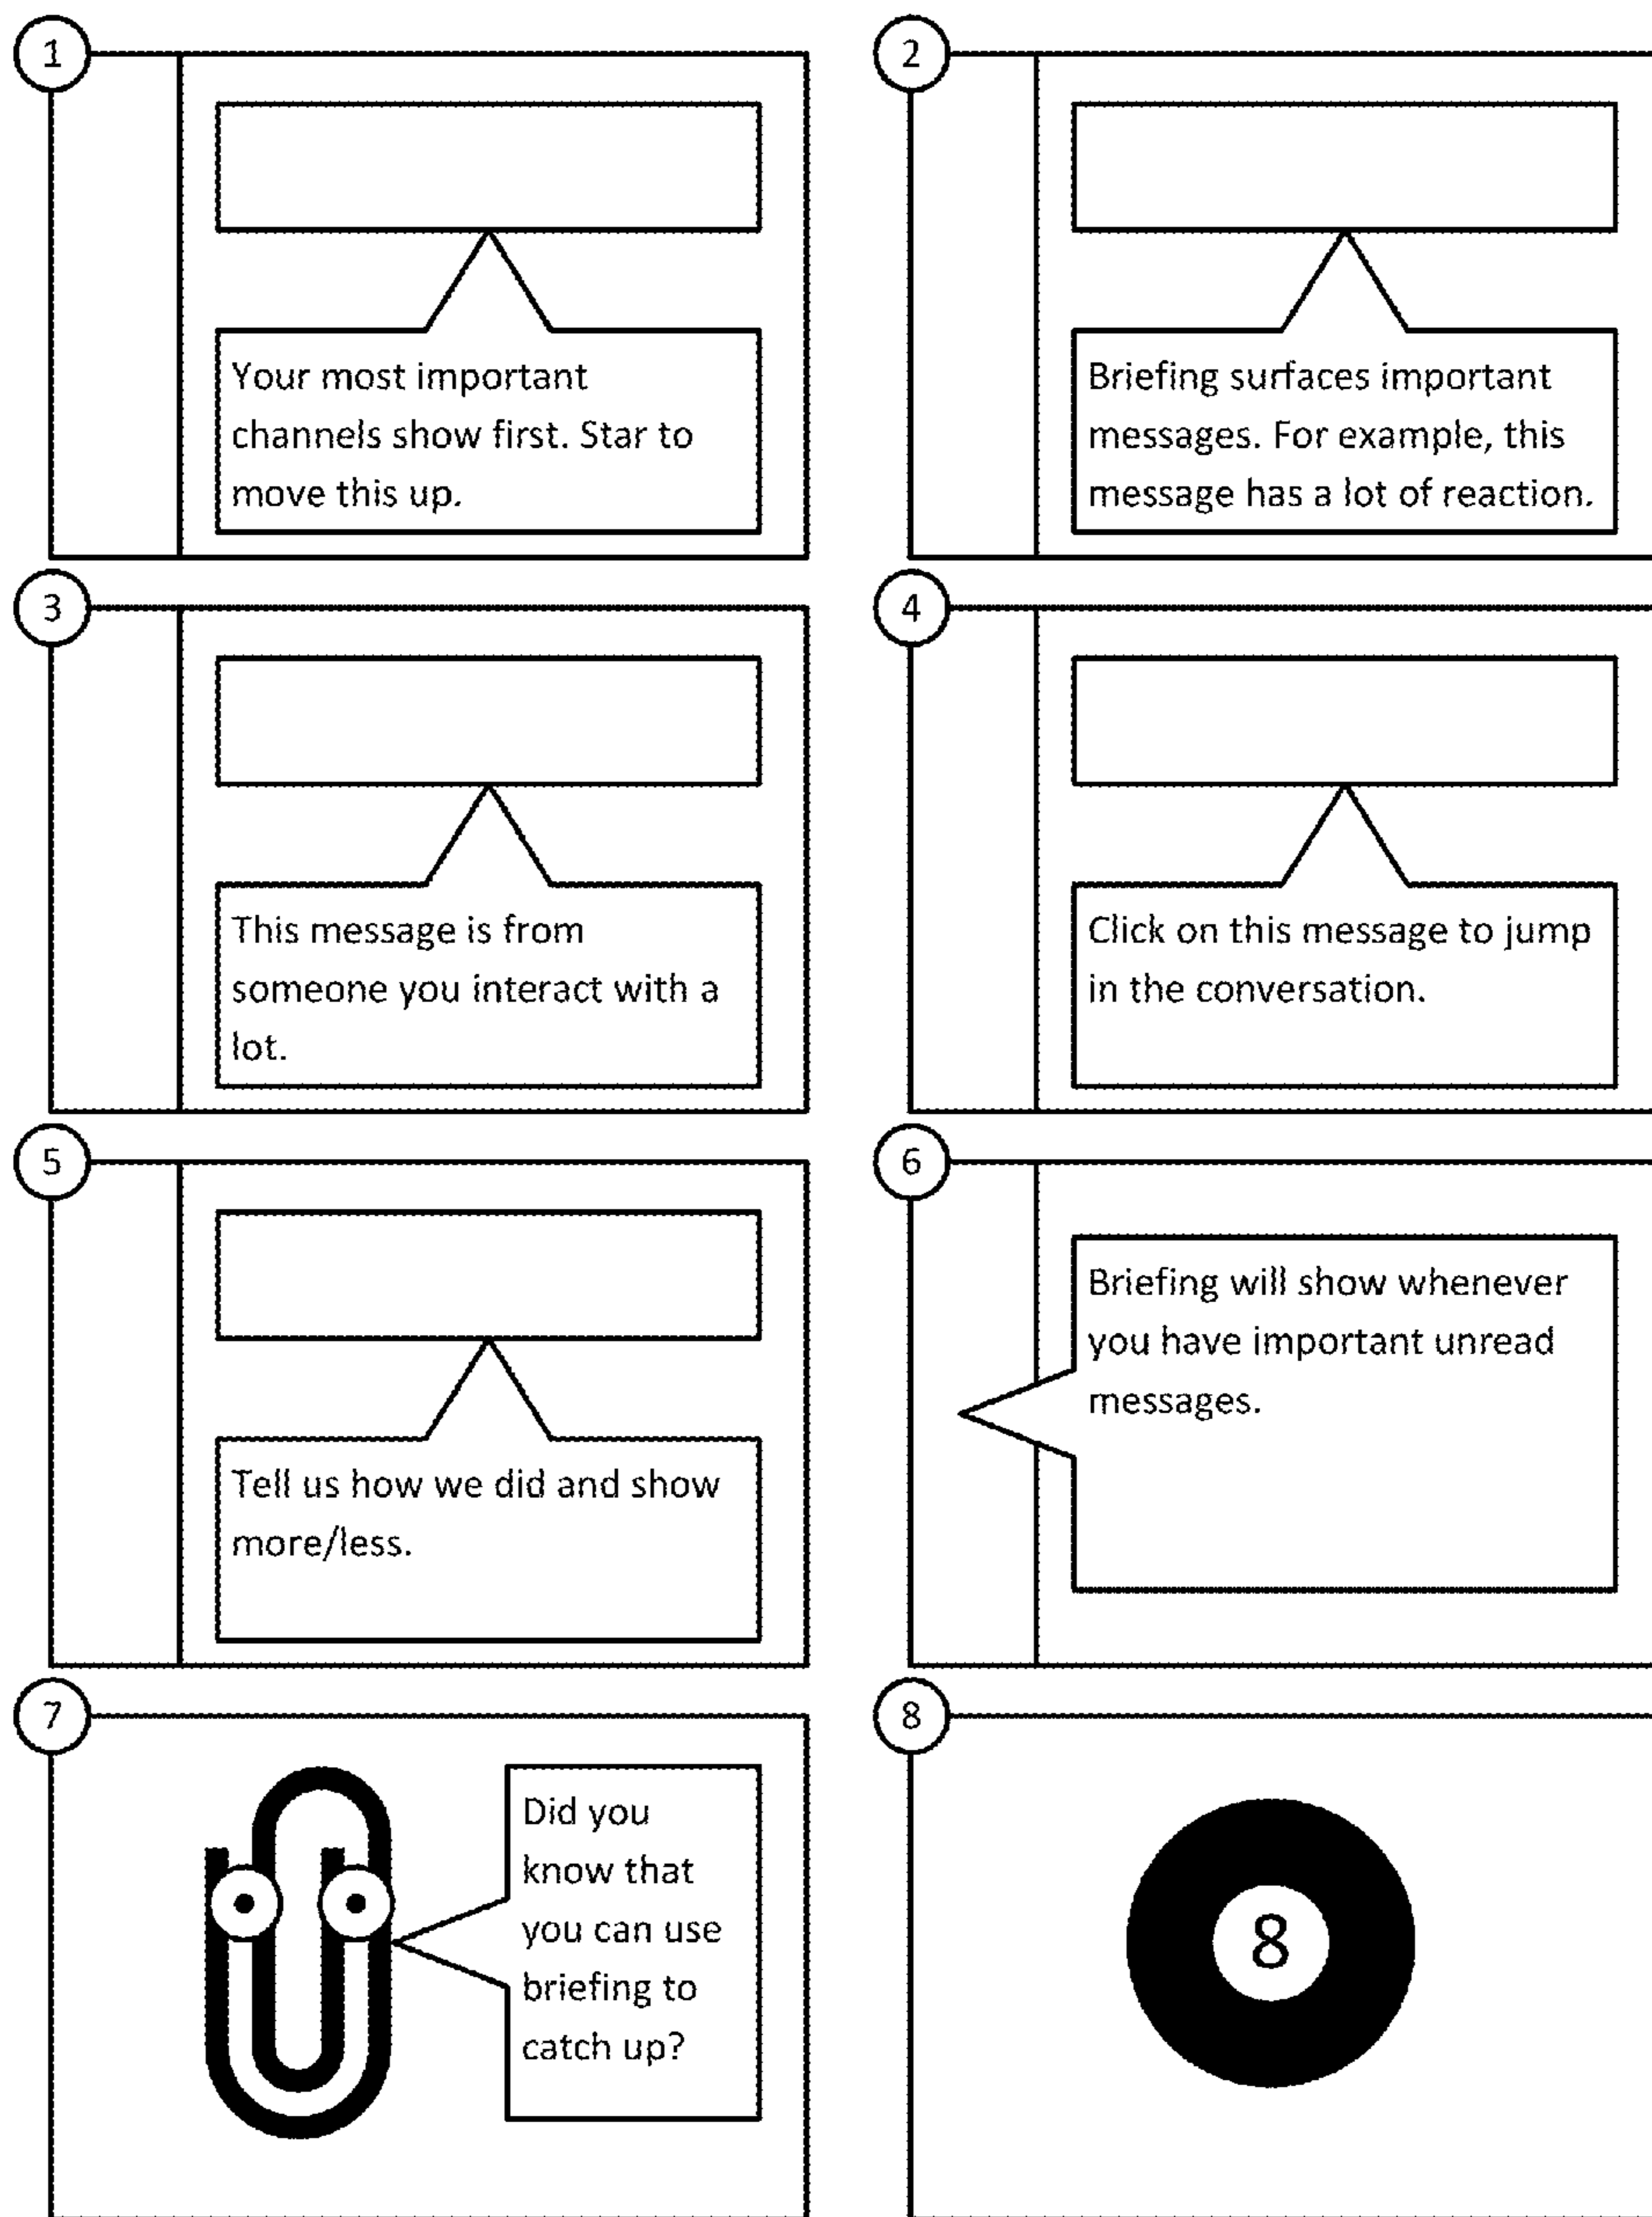 1
Your most important
channels show first. Star to
move this up.
2
Briefing surfaces important
messages. For example, this
message has a lot of reaction.
3
This message is from
someone you interact with a
lot.
4
Click on this message to jump
in the conversation.
5
Tell us how we did and show
more/less.
6
Briefing will show whenever
you have important unread
messages.
7
Did you
know that
you can use
briefing to
catch up?
8
8